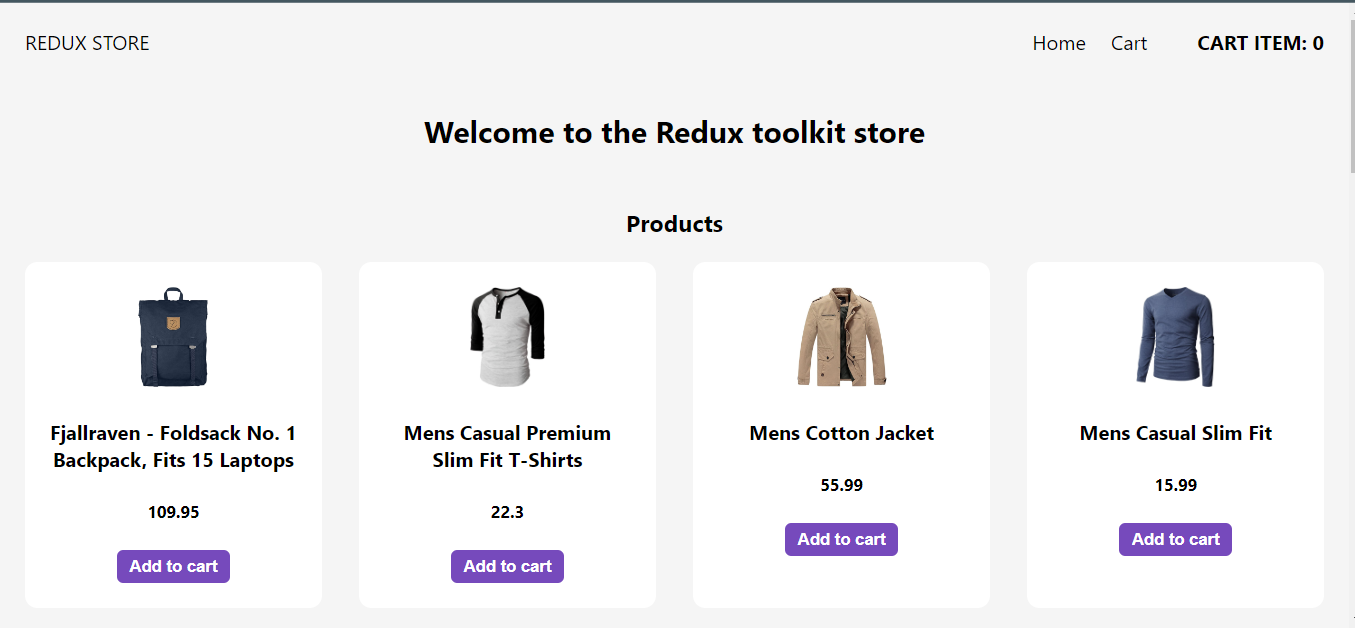 REDUX STORE
Home
Cart
CART ITEM: 0
Welcome to the Redux toolkit store
Products
Fjallraven - Foldsack No. 1
Backpack, Fits 15 Laptops
109.95
Add to cart
Mens Casual Premium
Slim Fit T-Shirts
22.3
Add to cart
Mens Cotton Jacket
55.99
Add to cart
Mens Casual Slim Fit
15.99
Add to cart